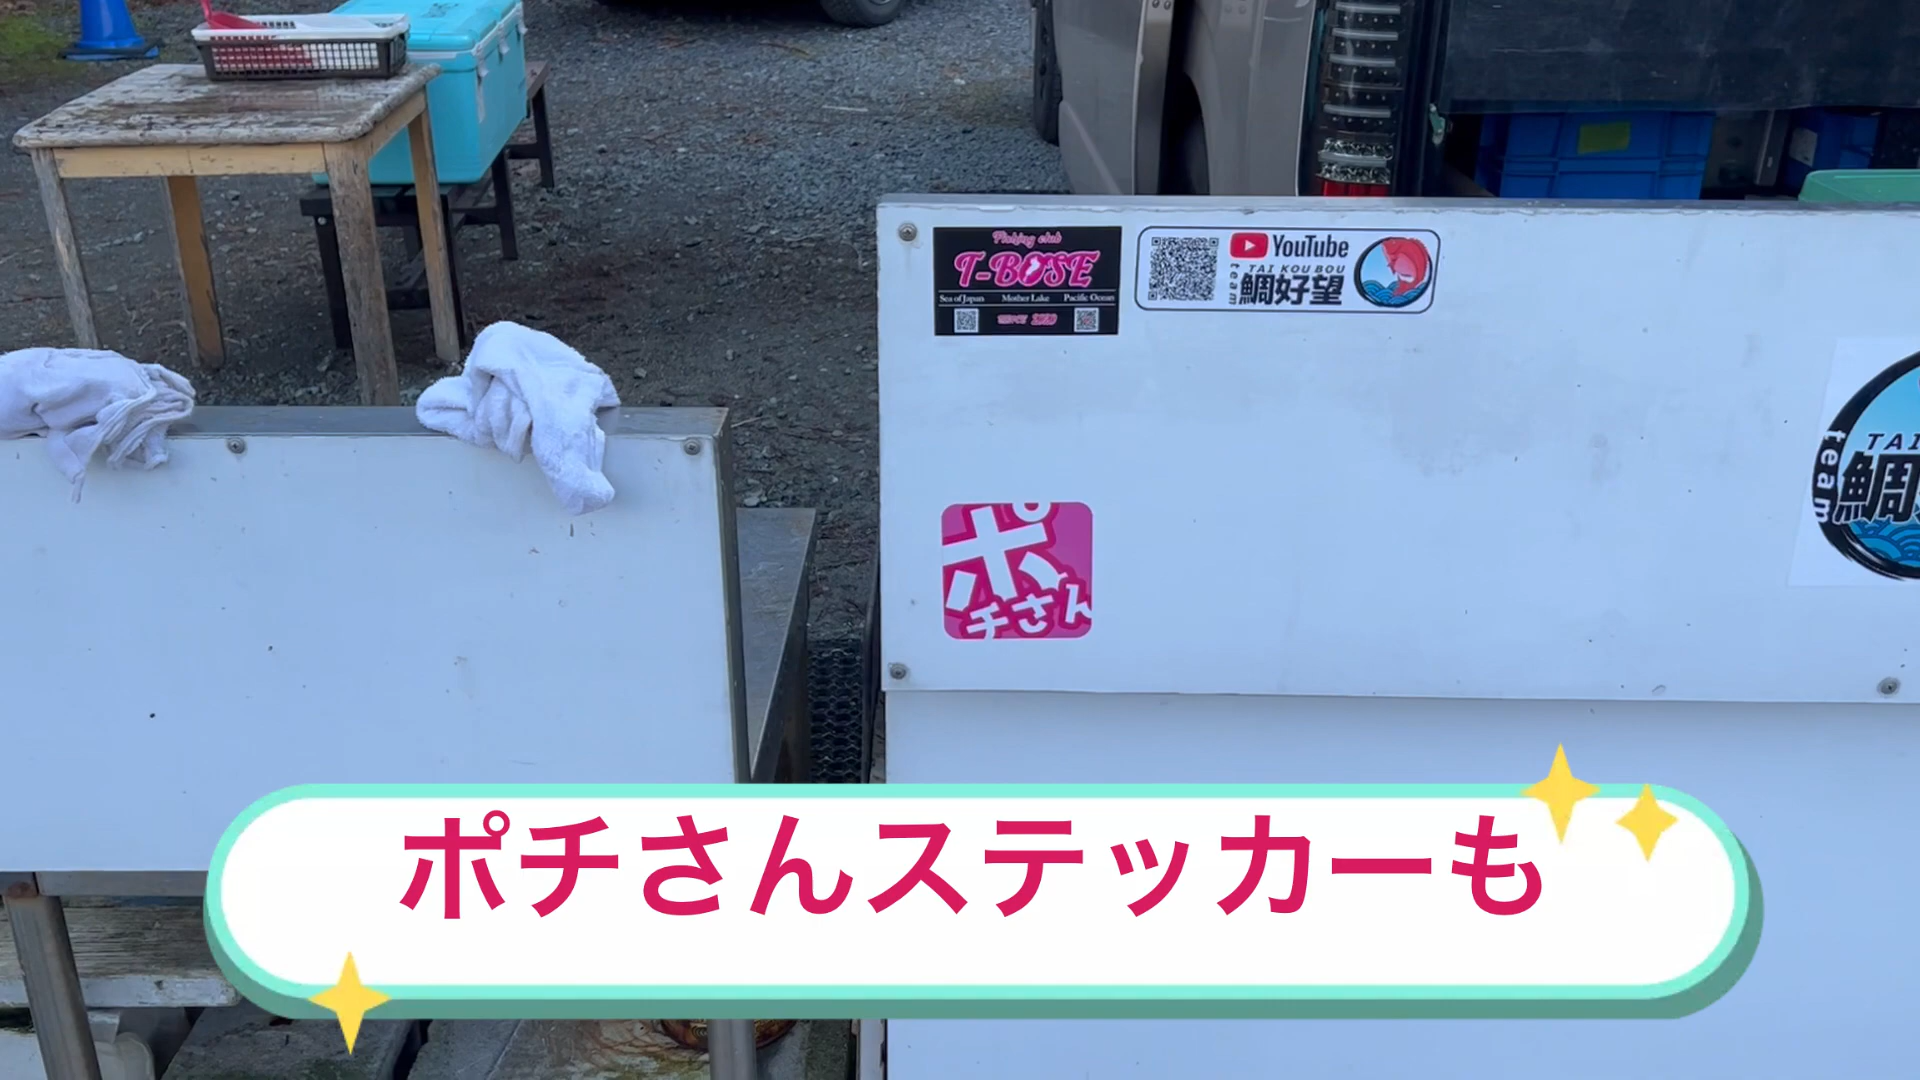 Fishing club
T-BOSE
Sea of Japan Mother Lake Pacific Ocean
YouTube
TAI KOU BOU
team
鯛好望
TAI
team
鯛
ポ
チさん
ポチさんステッカーも